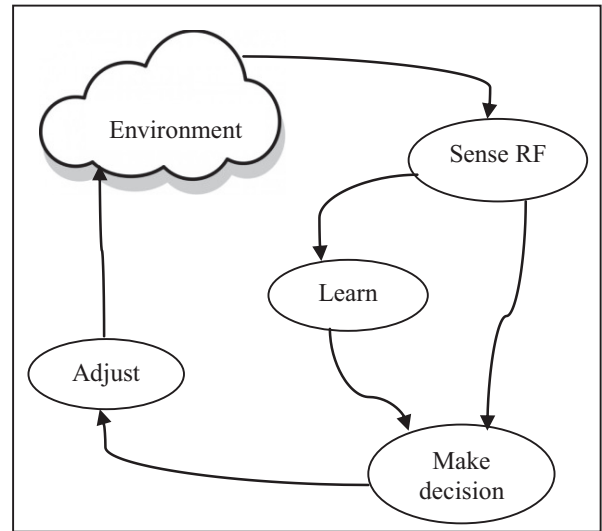 Environment
Sense RF
Learn
Adjust
Make
decision